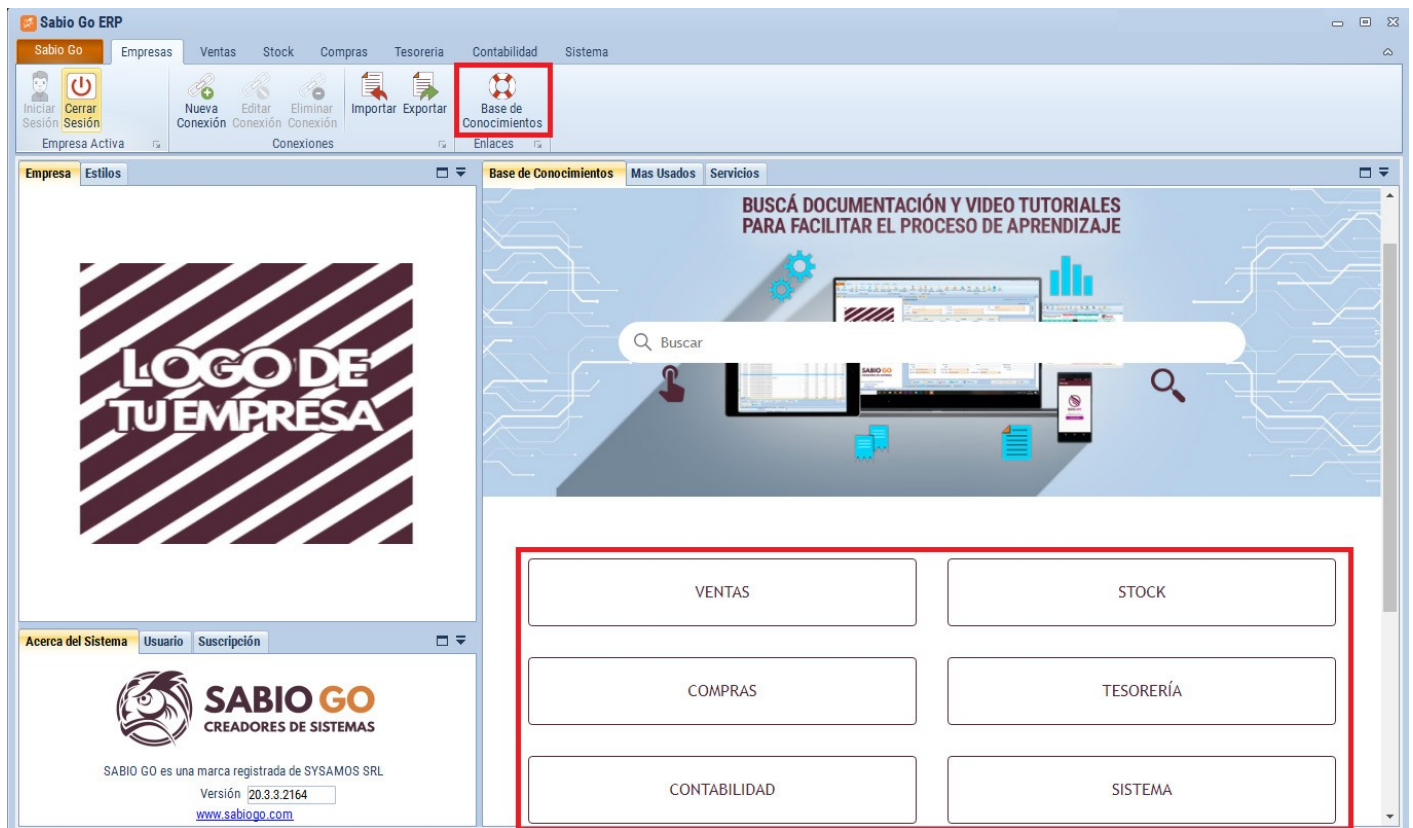 Sabio Go ERP
Sabio Go Empresas Ventas Stock Compras Tesoreria Contabilidad Sistema
Iniciar Sesión
Cerrar Sesión
Nueva Conexión
Editar Conexión
Eliminar Conexión
Importar
Exportar
Base de Conocimientos
Empresa Activa
Conexiones
Enlaces
Empresa Estilos
LOGO DE
TU EMPRESA
Acerca del Sistema Usuario Suscripción
SABIO GO
CREADORES DE SISTEMAS
SABIO GO es una marca registrada de SYSAMOS SRL
Versión 20.3.3.2164
www.sabiogo.com
Base de Conocimientos Mas Usados Servicios
BUSCÁ DOCUMENTACIÓN Y VIDEO TUTORIALES
PARA FACILITAR EL PROCESO DE APRENDIZAJE
Buscar
SABIO GO
VENTAS
STOCK
COMPRAS
TESORERÍA
CONTABILIDAD
SISTEMA